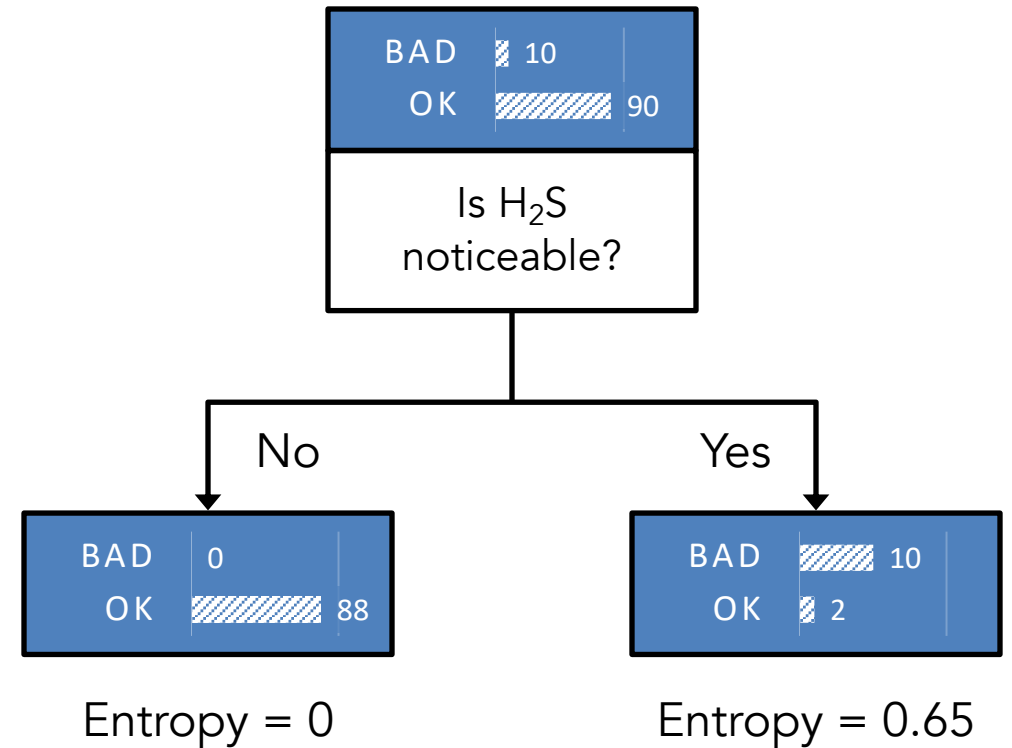 BAD 10
OK 90
Is H₂S
noticeable?
No
Yes
BAD 0
OK 88
BAD 10
OK 2
Entropy = 0
Entropy = 0.65